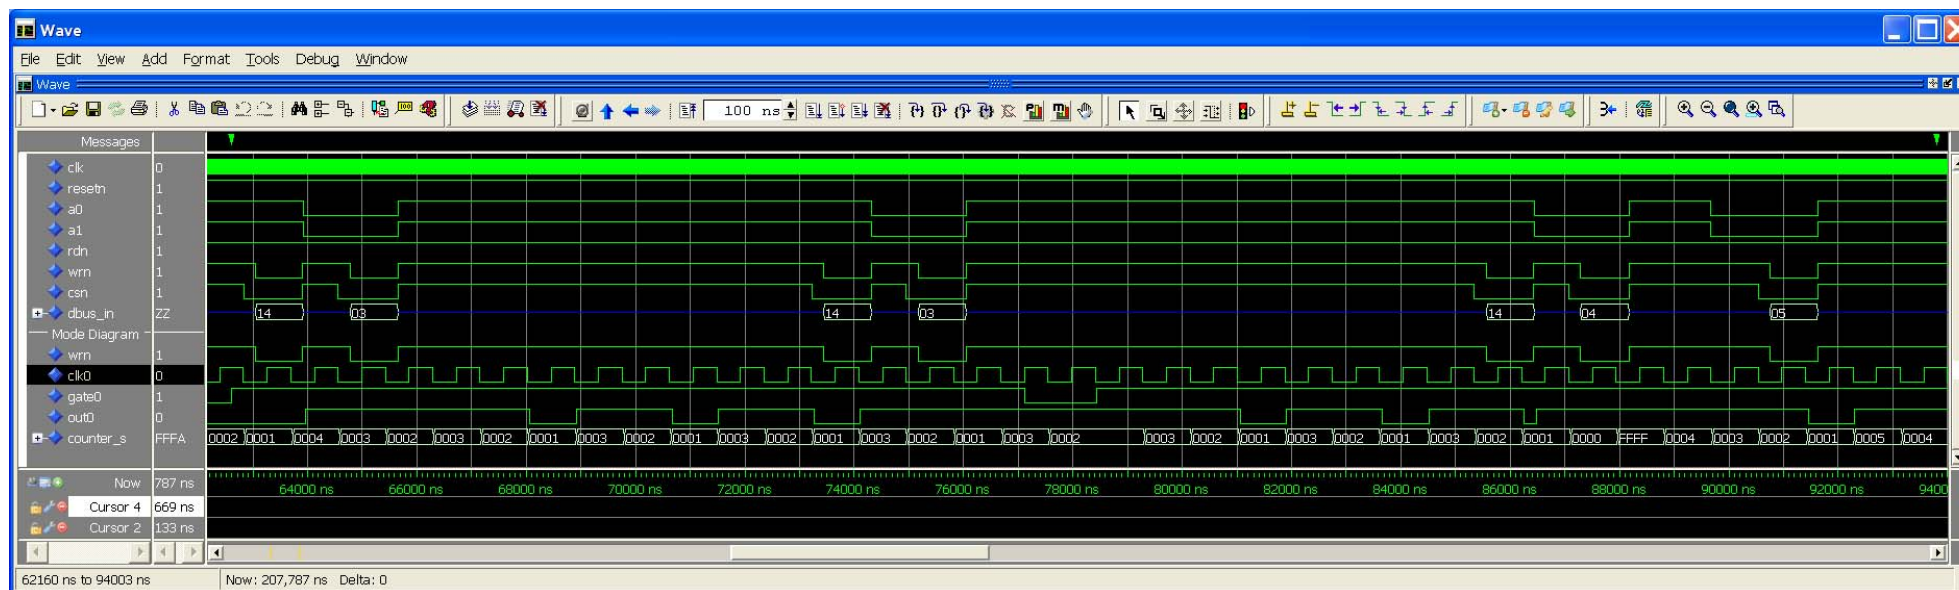 Wave
File Edit View Add Format Tools Debug Window
Wave
100 ns
Messages
clk 0
resetn 1
a0 1
a1 1
rdn 1
wrn 1
csn 1
dbus_in ZZ 14 03 14 03 14 04 05
Mode Diagram
wrn 1
clk0 0
gate0 1
out0 0
counter_s FFFA 0002 0001 0004 0003 0002 0003 0002 0001 0003 0002 0001 0003 0002 0001 0003 0002 0001 0003 0002 0003 0002 0001 0003 0002 0001 0003 0002 0001 0000 FFFF 0004 0003 0002 0001 0005 0004
Now 787 ns 64000 ns 66000 ns 68000 ns 70000 ns 72000 ns 74000 ns 76000 ns 78000 ns 80000 ns 82000 ns 84000 ns 86000 ns 88000 ns 90000 ns 92000 ns 9400
Cursor 4 669 ns
Cursor 2 133 ns
62160 ns to 94003 ns Now: 207,787 ns Delta: 0